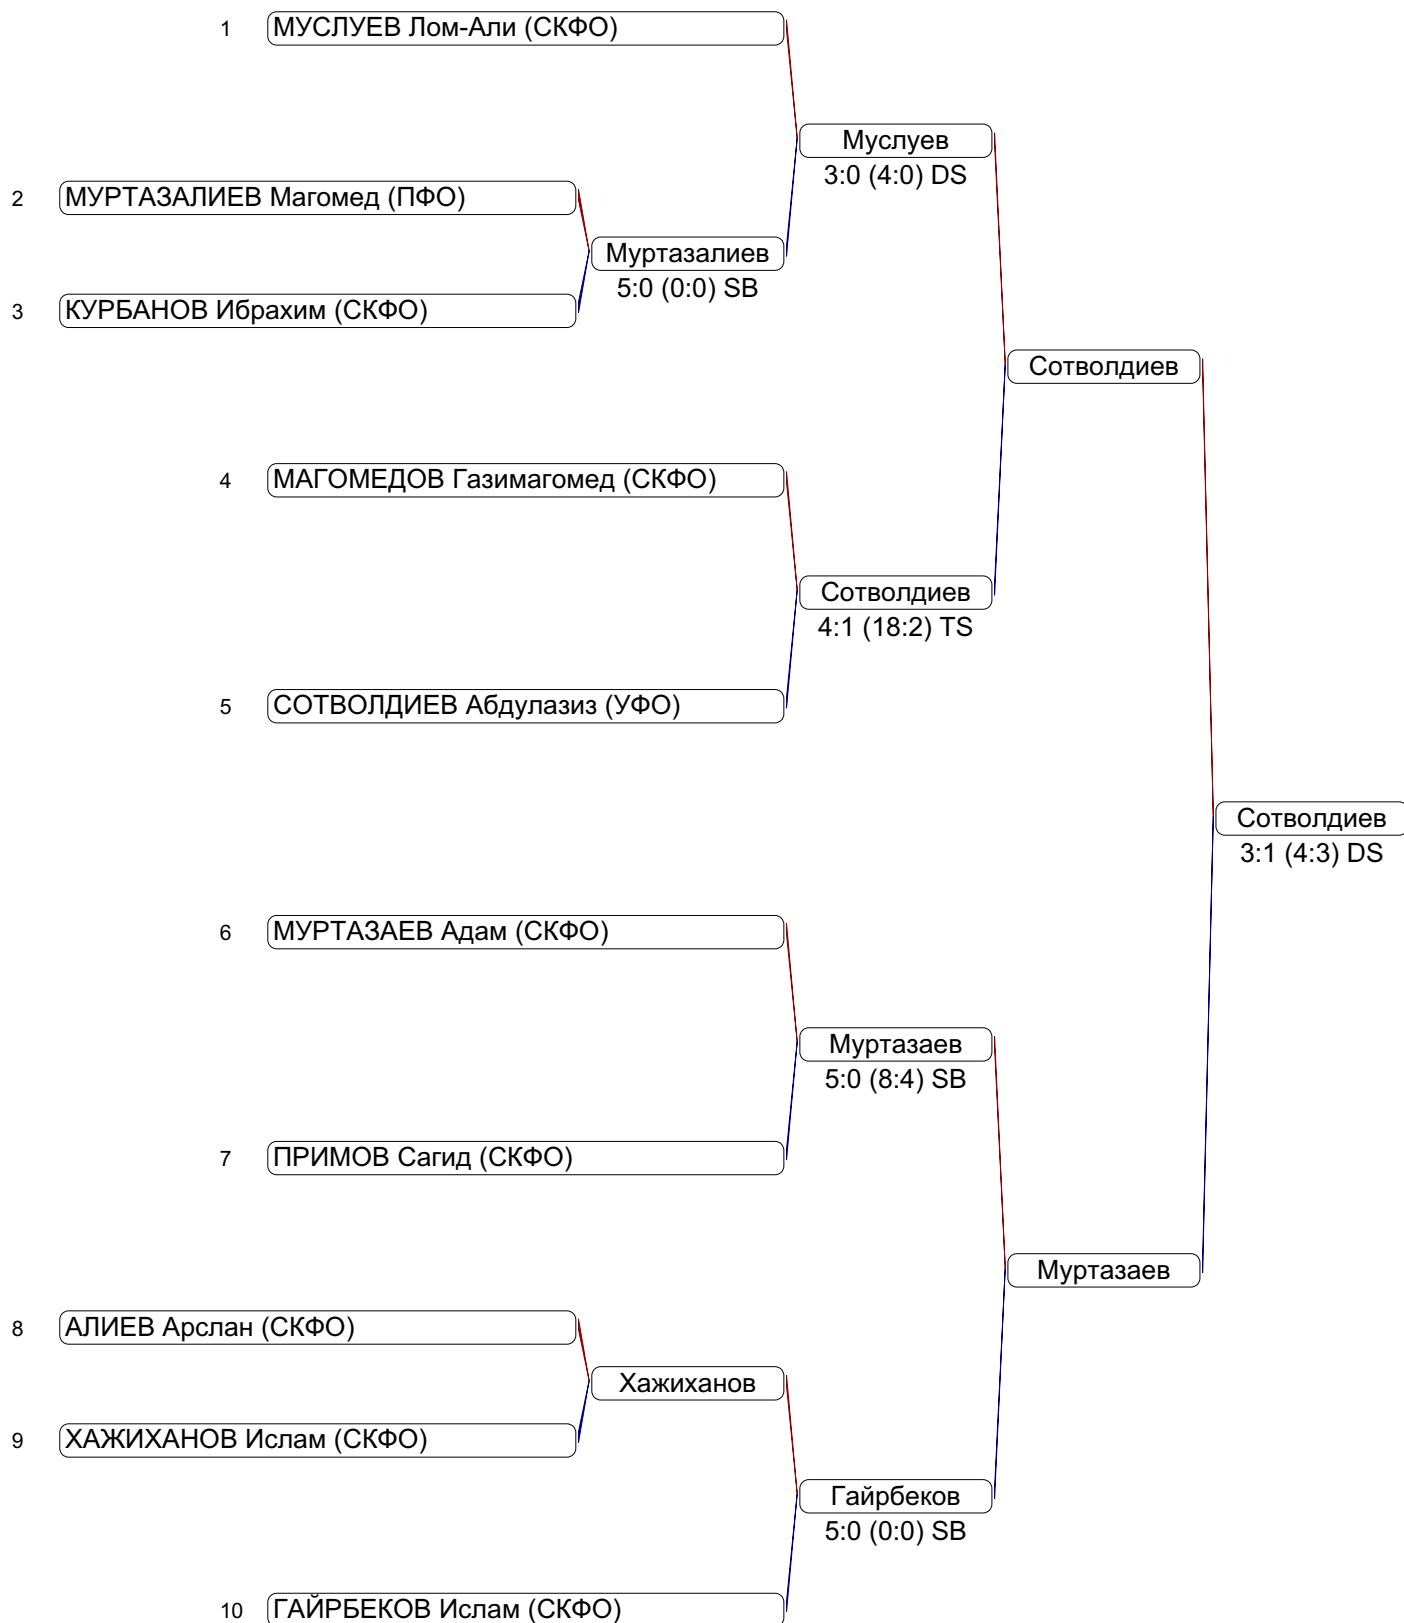 1 МУСЛУЕВ Лом-Али (СКФО)
Муслуев
3:0 (4:0) DS
2 МУРТАЗАЛИЕВ Магомед (ПФО)
Муртазалиев
5:0 (0:0) SB
3 КУРБАНОВ Ибрахим (СКФО)
Сотволдиев
4 МАГОМЕДОВ Газимагомед (СКФО)
Сотволдиев
4:1 (18:2) TS
5 СОТВОЛДИЕВ Абдулазиз (УФО)
Сотволдиев
3:1 (4:3) DS
6 МУРТАЗАЕВ Адам (СКФО)
Муртазаев
5:0 (8:4) SB
7 ПРИМОВ Сагид (СКФО)
Муртазаев
8 АЛИЕВ Арслан (СКФО)
Хажиханов
9 ХАЖИХАНОВ Ислам (СКФО)
Гайрбеков
5:0 (0:0) SB
10 ГАЙРБЕКОВ Ислам (СКФО)